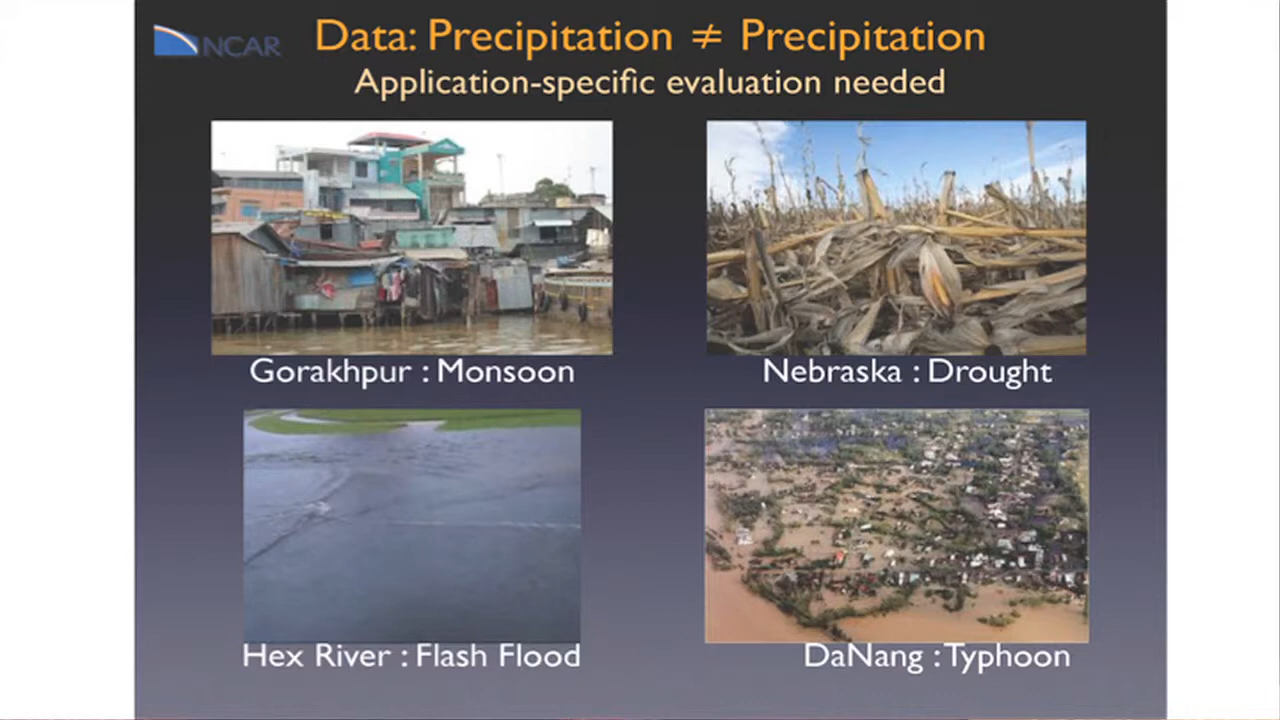 NCAR
Data: Precipitation ≠ Precipitation
Application-specific evaluation needed
Gorakhpur : Monsoon
Nebraska : Drought
Hex River : Flash Flood
DaNang : Typhoon